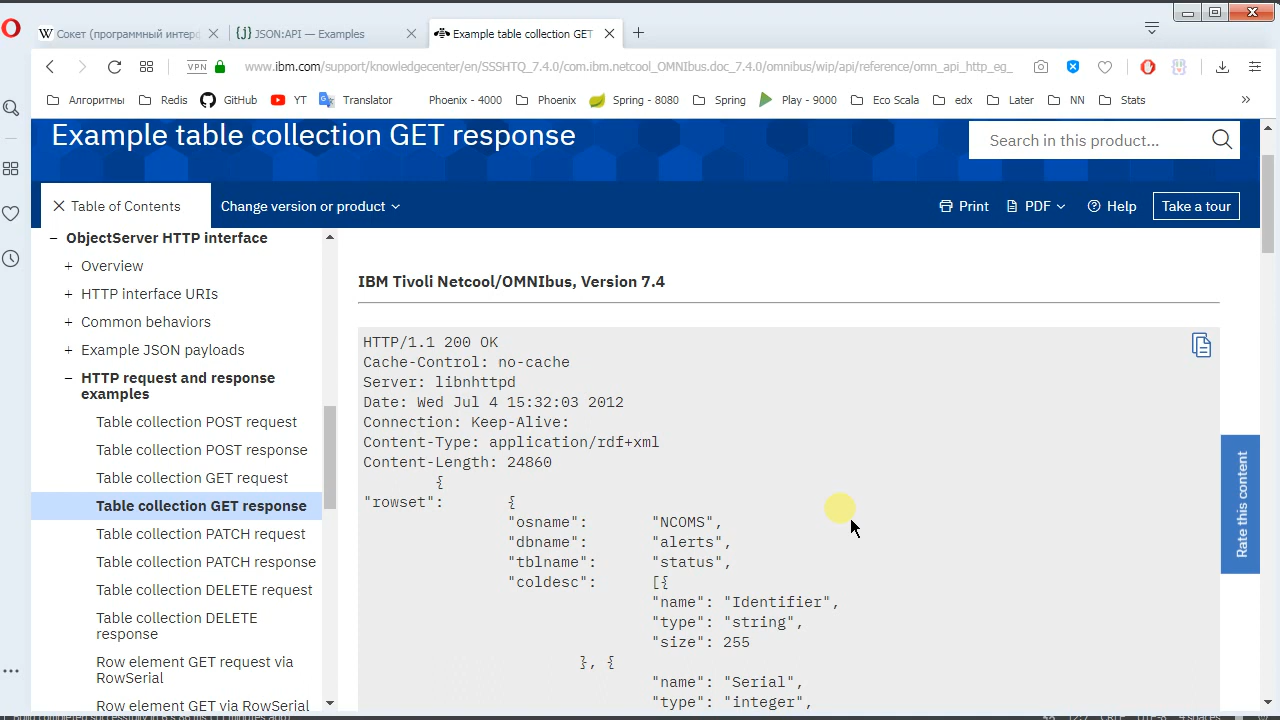 Сокет (программный интерф
JSON:API — Examples
Example table collection GET
VPN
www.ibm.com/support/knowledgecenter/en/SSSHTQ_7.4.0/com.ibm.netcool_OMNIbus.doc_7.4.0/omnibus/wip/api/reference/omn_api_http_eg_
Алгоритмы
Redis
GitHub
YT
Translator
Phoenix - 4000
Phoenix
Spring - 8080
Spring
Play - 9000
Eco Scala
edx
Later
NN
Stats
Example table collection GET response
Search in this product...
Table of Contents
Change version or product
Print
PDF
Help
Take a tour
– ObjectServer HTTP interface
+ Overview
+ HTTP interface URIs
+ Common behaviors
+ Example JSON payloads
– HTTP request and response
examples
Table collection POST request
Table collection POST response
Table collection GET request
Table collection GET response
Table collection PATCH request
Table collection PATCH response
Table collection DELETE request
Table collection DELETE
response
Row element GET request via
RowSerial
Row element GET via RowSerial
IBM Tivoli Netcool/OMNIbus, Version 7.4
HTTP/1.1 200 OK
Cache-Control: no-cache
Server: libnhttpd
Date: Wed Jul 4 15:32:03 2012
Connection: Keep-Alive:
Content-Type: application/rdf+xml
Content-Length: 24860
{
"rowset": {
"osname": "NCOMS",
"dbname": "alerts",
"tblname": "status",
"coldesc": [{
"name": "Identifier",
"type": "string",
"size": 255
}, {
"name": "Serial",
"type": "integer",
Rate this content